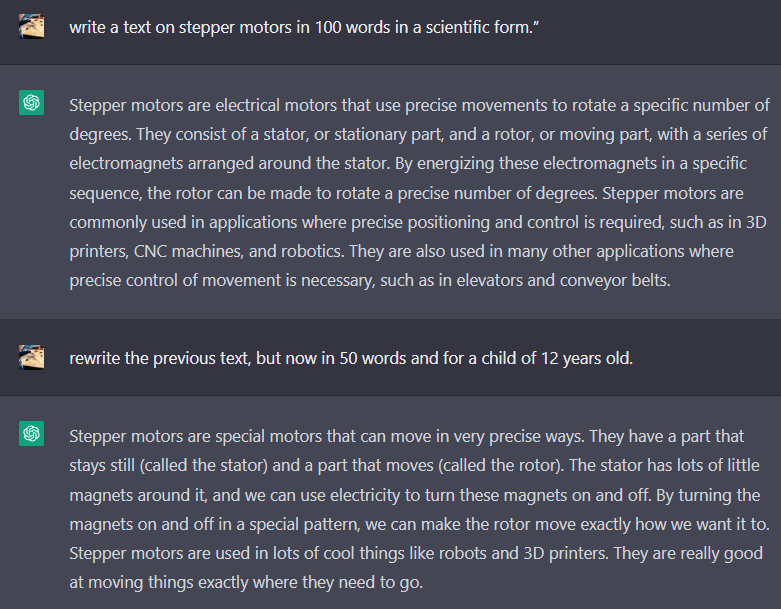 write a text on stepper motors in 100 words in a scientific form.”
Stepper motors are electrical motors that use precise movements to rotate a specific number of
degrees. They consist of a stator, or stationary part, and a rotor, or moving part, with a series of
electromagnets arranged around the stator. By energizing these electromagnets in a specific
sequence, the rotor can be made to rotate a precise number of degrees. Stepper motors are
commonly used in applications where precise positioning and control is required, such as in 3D
printers, CNC machines, and robotics. They are also used in many other applications where
precise control of movement is necessary, such as in elevators and conveyor belts.
rewrite the previous text, but now in 50 words and for a child of 12 years old.
Stepper motors are special motors that can move in very precise ways. They have a part that
stays still (called the stator) and a part that moves (called the rotor). The stator has lots of little
magnets around it, and we can use electricity to turn these magnets on and off. By turning the
magnets on and off in a special pattern, we can make the rotor move exactly how we want it to.
Stepper motors are used in lots of cool things like robots and 3D printers. They are really good
at moving things exactly where they need to go.